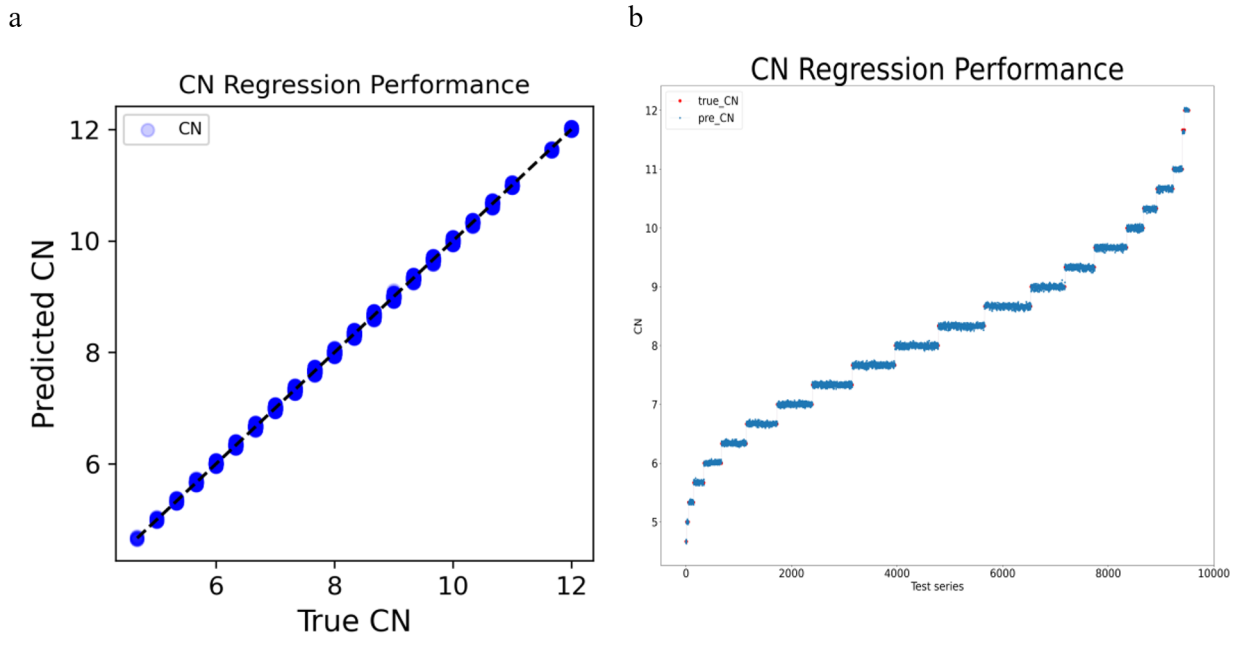 a
b
CN Regression Performance
CN
12
10
8
6
Predicted CN
6 8 10 12
True CN
CN Regression Performance
true_CN
pre_CN
12
11
10
9
8
7
6
5
CN
0 2000 4000 6000 8000 10000
Test series